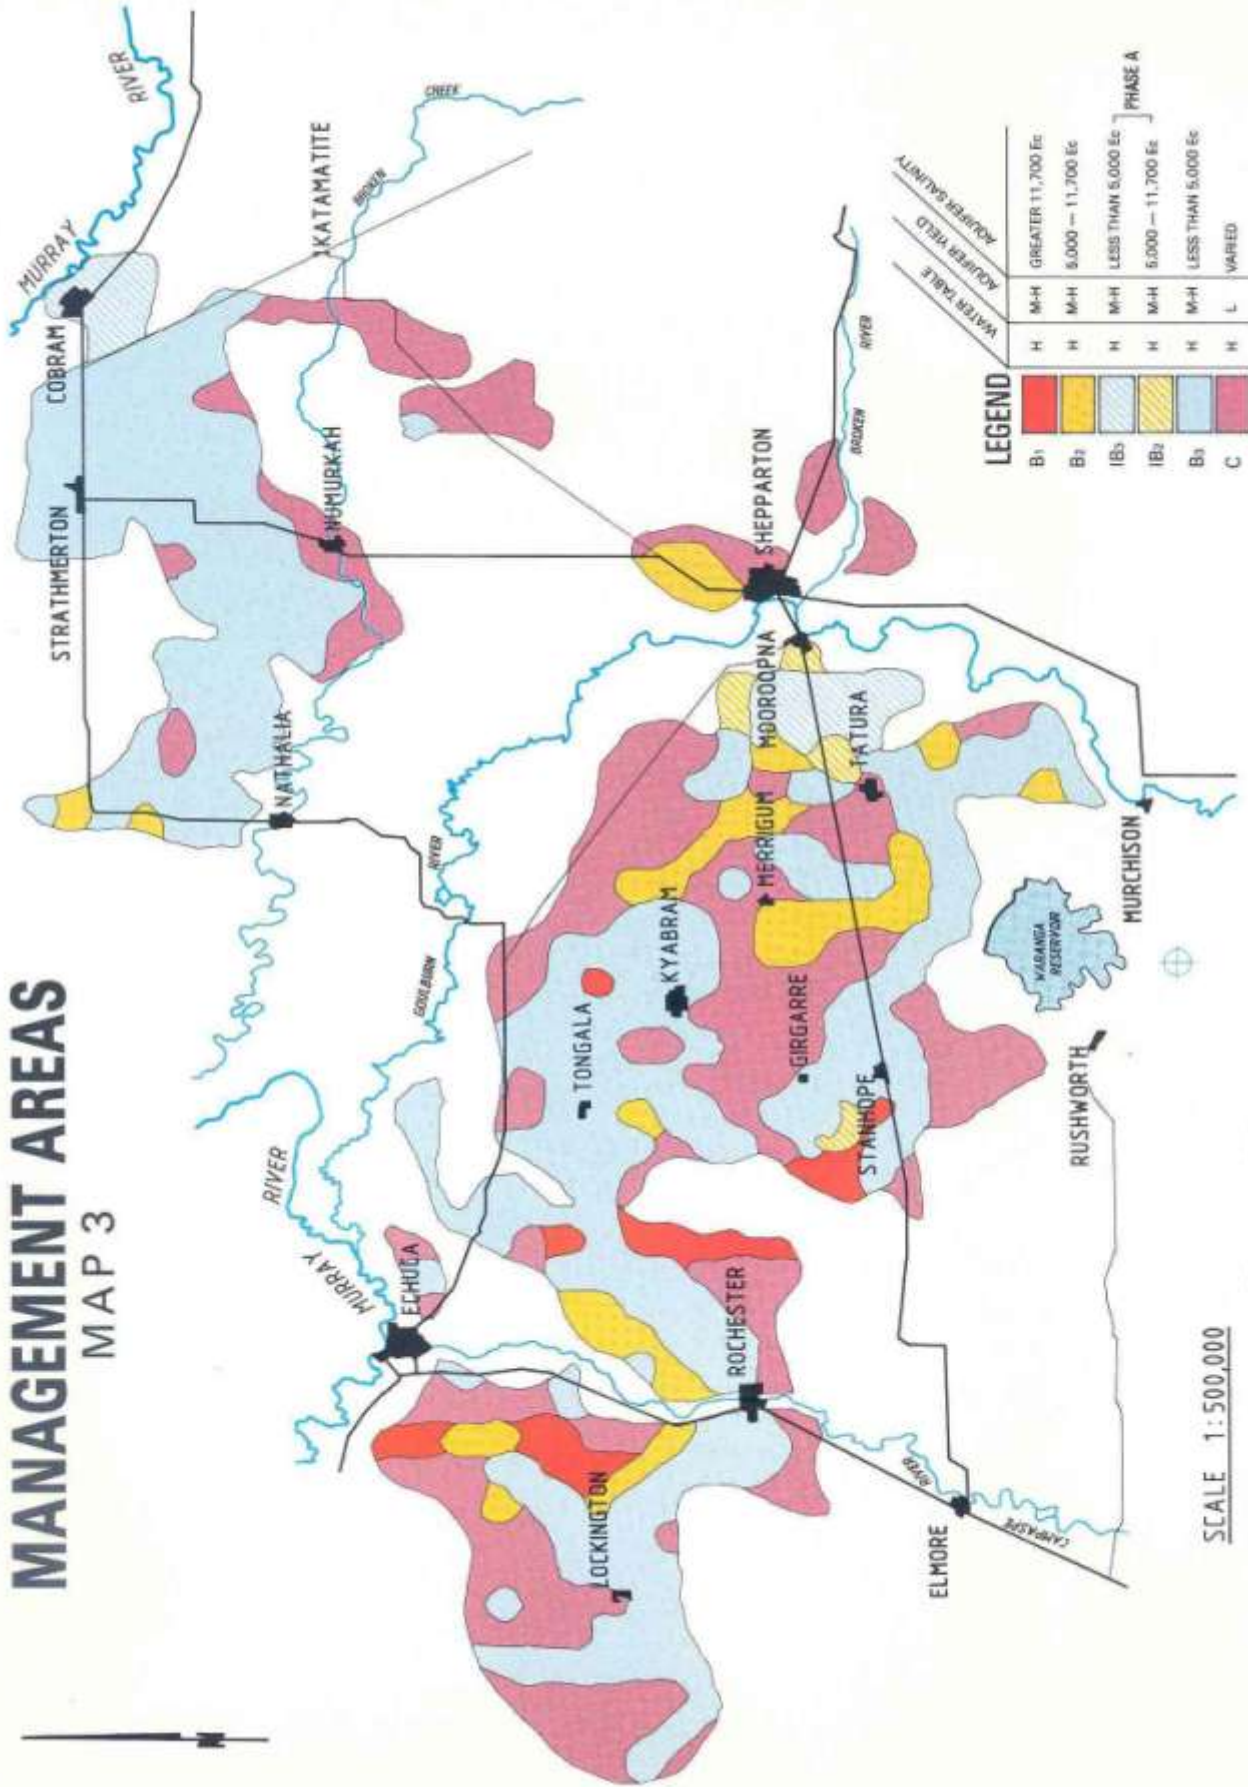 MANAGEMENT AREAS
MAP 3
MURRAY
RIVER
COBRAM
STRATHMERTON
KATAMATITE
BROKEN
CREEK
NUMURKAH
NATHALIA
GOULBURN
RIVER
MURRAY
RIVER
ECHUCA
TONGALA
KYABRAM
MERRIGUM
MOOROOPNA
SHEPPARTON
BROKEN
RIVER
TATURA
GIRGARRE
STANHOPE
LOCKINGTON
ROCHESTER
ELMORE
CAMPASPE
RIVER
RUSHWORTH
WARANGA
RESERVOIR
MURCHISON
SCALE 1:500,000
LEGEND
WATER TABLE
AQUIFER YIELD
AQUIFER SALINITY
B1 H M-H GREATER 11,700 Ec
B2 H M-H 5,000 — 11,700 Ec
IB3 H M-H LESS THAN 5,000 Ec
IB2 H M-H 5,000 — 11,700 Ec
PHASE A
B3 H M-H LESS THAN 5,000 Ec
C H L VARIED
N